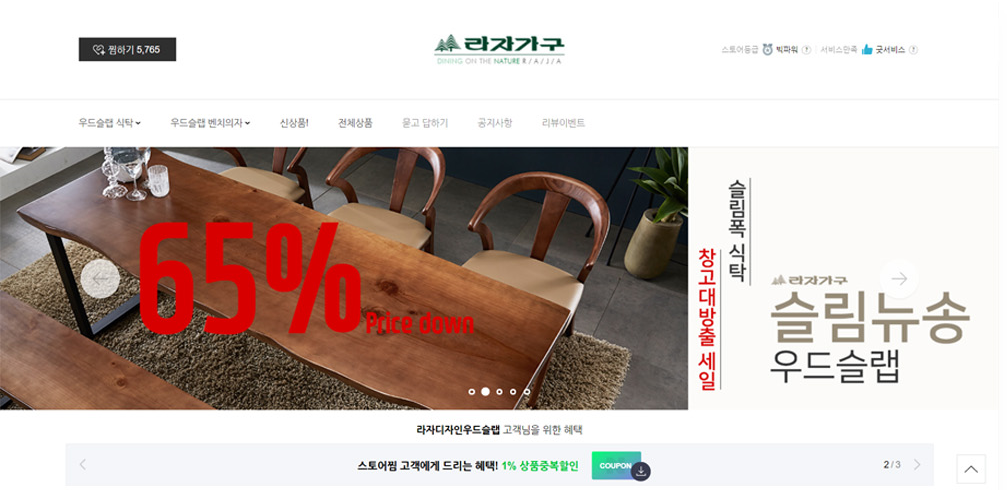 찜하기 5,765
라자가구
DINING ON THE NATURE R / A / J / A
스토어등급 빅파워 ? 서비스만족 굿서비스 ?
우드슬랩 식탁 우드슬랩 벤치의자 신상품! 전체상품 묻고 답하기 공지사항 리뷰이벤트
65%
Price down
슬림폭 식탁
창고대방출 세일
라자가구
슬림뉴송
우드슬랩
라자디자인우드슬랩 고객님을 위한 혜택
스토어찜 고객에게 드리는 혜택! 1% 상품중복할인 COUPON
2 / 3